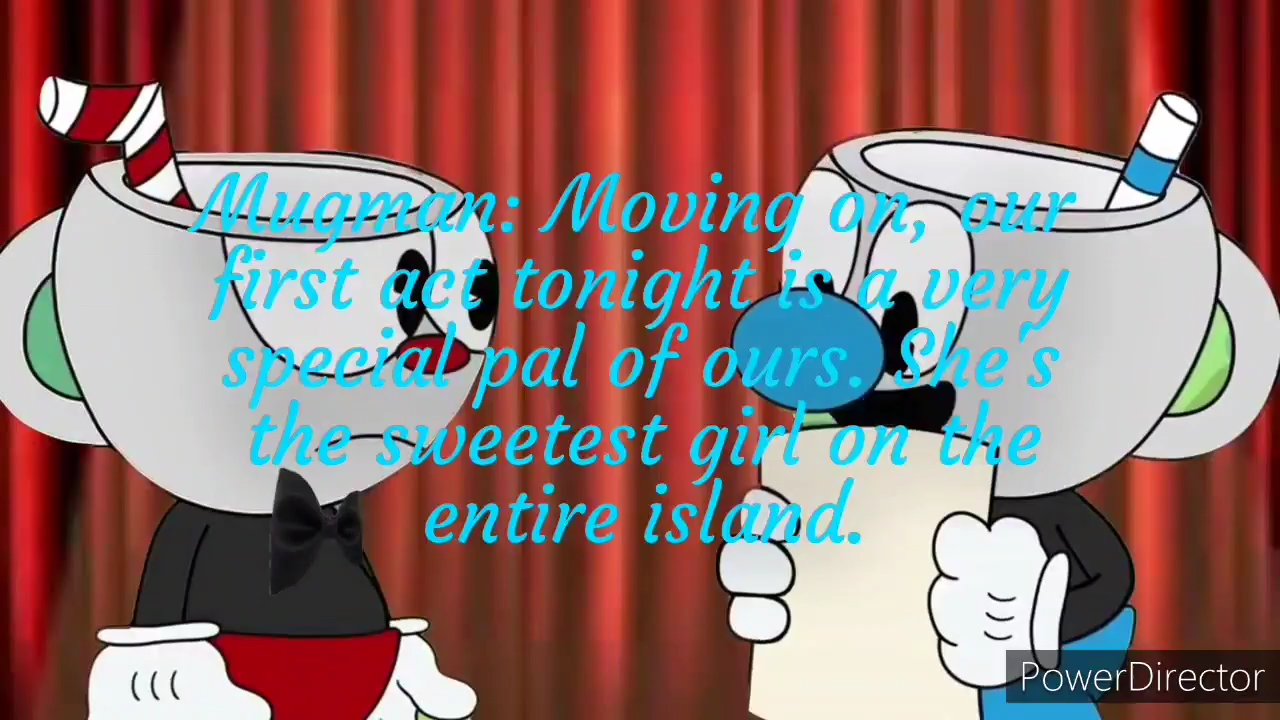 Mugman: Moving on, our
first act tonight is a very
special pal of ours. She's
the sweetest girl on the
entire island.
PowerDirector